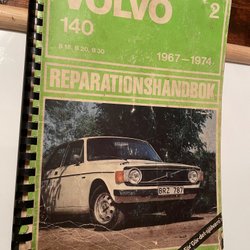 VOLVO
2
140
B 18, B 20, B 30
1967-1974
REPARATIONSHANDBOK
BRZ 787